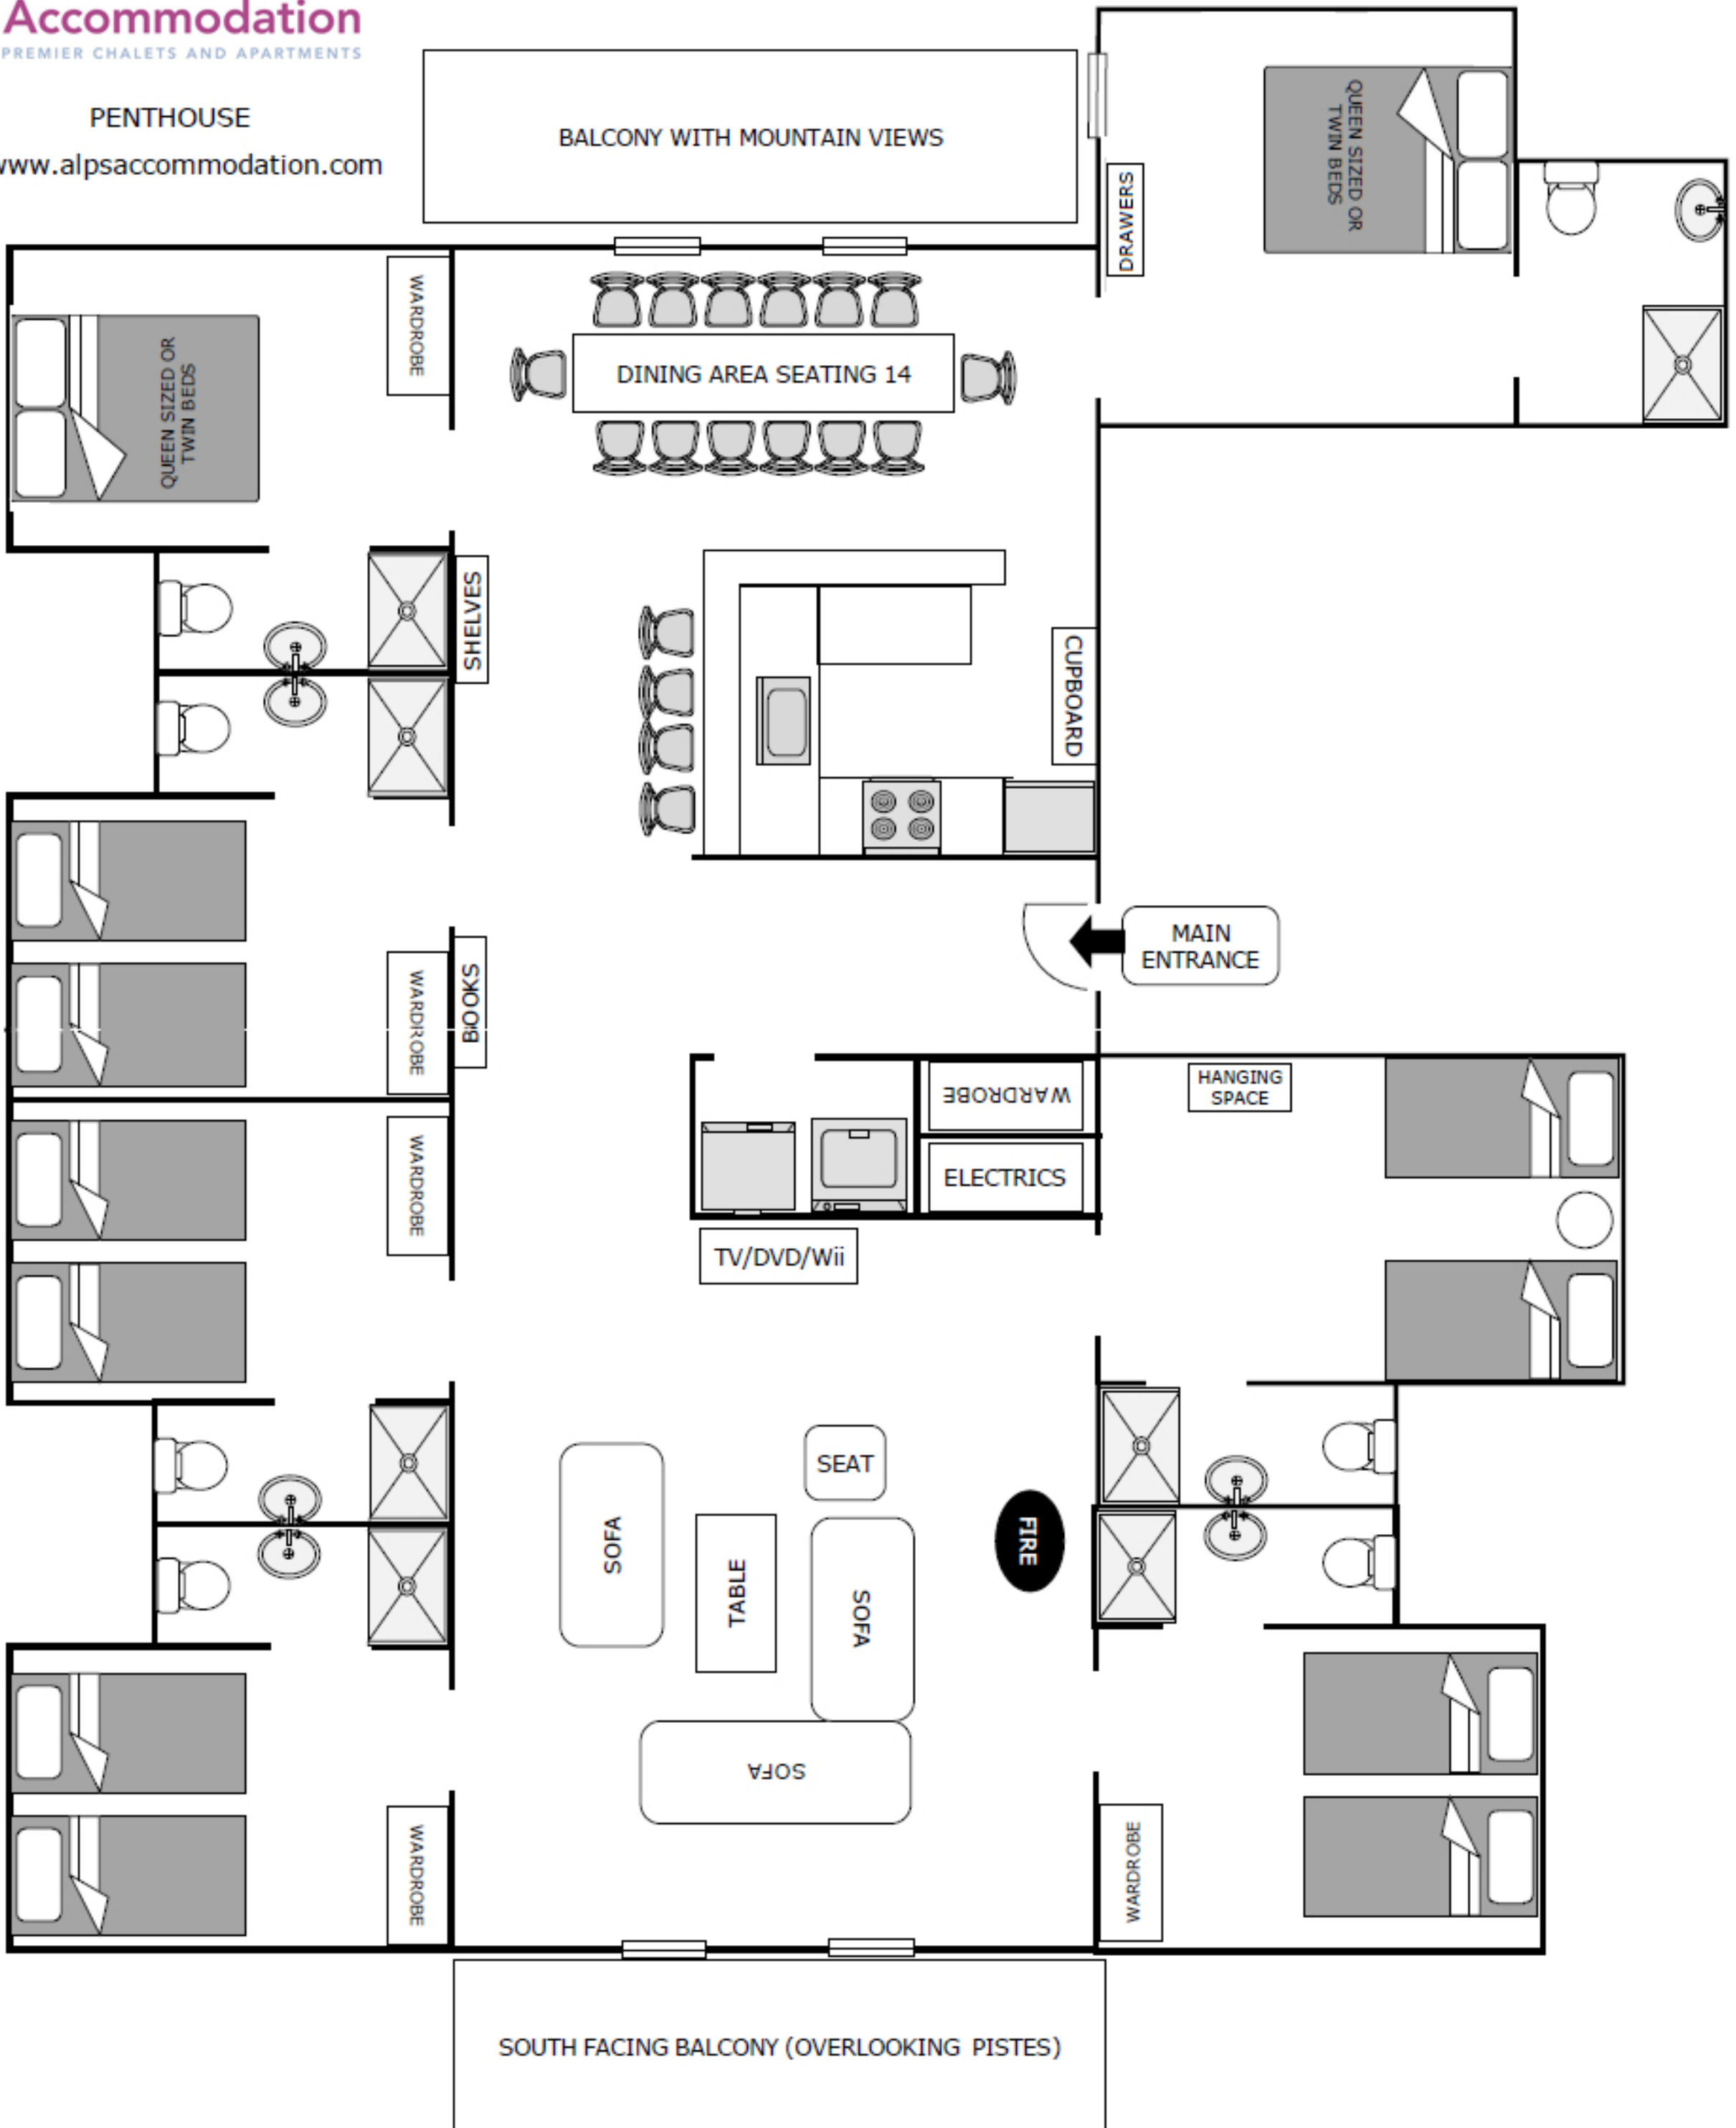 Accommodation
PREMIER CHALETS AND APARTMENTS
PENTHOUSE
www.alpsaccommodation.com
BALCONY WITH MOUNTAIN VIEWS
QUEEN SIZED OR
TWIN BEDS
DRAWERS
WARDROBE
QUEEN SIZED OR
TWIN BEDS
DINING AREA SEATING 14
SHELVES
CUPBOARD
MAIN
ENTRANCE
WARDROBE
BOOKS
HANGING
SPACE
WARDROBE
ELECTRICS
WARDROBE
TV/DVD/Wii
SEAT
SOFA
TABLE
SOFA
FIRE
SOFA
WARDROBE
WARDROBE
SOUTH FACING BALCONY (OVERLOOKING PISTES)